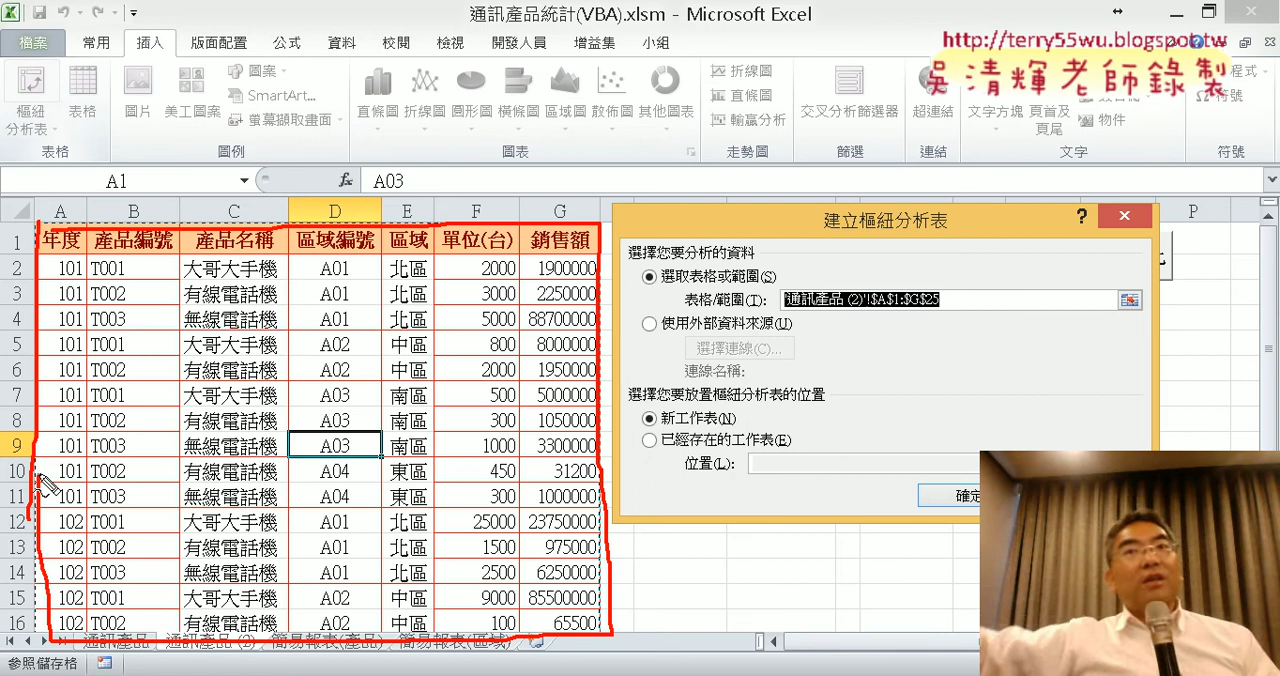 通訊產品統計(VBA).xlsm - Microsoft Excel
檔案 常用 插入 版面配置 公式 資料 校閱 檢視 開發人員 增益集 小組
http://terry55wu.blogspot.tw
吳清輝老師錄製
樞紐分析表 表格 圖片 美工圖案 圖案 SmartArt... 螢幕擷取畫面 直條圖 折線圖 圓形圖 橫條圖 區域圖 散佈圖 其他圖表 折線圖 直條圖 輸贏分析 交叉分析篩選器 超連結 文字方塊 頁首及頁尾 物件 程式 符號
表格 圖例 圖表 走勢圖 篩選 連結 文字 符號
A1 fx A03
A B C D E F G P
1 年度 產品編號 產品名稱 區域編號 區域 單位(台) 銷售額
2 101 T001 大哥大手機 A01 北區 2000 1900000
3 101 T002 有線電話機 A01 北區 3000 2250000
4 101 T003 無線電話機 A01 北區 5000 88700000
5 101 T001 大哥大手機 A02 中區 800 8000000
6 101 T002 有線電話機 A02 中區 2000 1950000
7 101 T001 大哥大手機 A03 南區 500 5000000
8 101 T002 有線電話機 A03 南區 300 1050000
9 101 T003 無線電話機 A03 南區 1000 3300000
10 101 T002 有線電話機 A04 東區 450 31200
11 101 T003 無線電話機 A04 東區 300 1000000
12 102 T001 大哥大手機 A01 北區 25000 23750000
13 102 T002 有線電話機 A01 北區 1500 975000
14 102 T003 無線電話機 A01 北區 2500 6250000
15 102 T001 大哥大手機 A02 中區 9000 85500000
16 102 T002 有線電話機 A02 中區 100 65500
建立樞紐分析表
?
選擇您要分析的資料
選取表格或範圍(S)
表格/範圍(T): '通訊產品 (2)'!$A$1:$G$25
使用外部資料來源(U)
選擇連線(C)...
連線名稱:
選擇您要放置樞紐分析表的位置
新工作表(N)
已經存在的工作表(E)
位置(L):
確定
通訊產品 通訊產品 (2) 簡易報表(產品) 簡易報表(區域)
參照儲存格